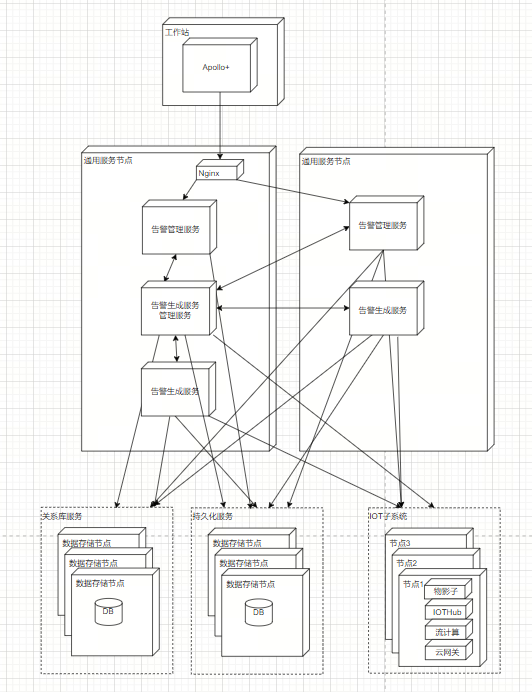 工作站
Apollo+
通用服务节点
通用服务节点
Nginx
告警管理服务
告警管理服务
告警生成服务
管理服务
告警生成服务
告警生成服务
关系库服务
持久化服务
IOT子系统
数据存储节点
数据存储节点
数据存储节点
DB
数据存储节点
数据存储节点
数据存储节点
DB
节点3
节点2
节点1
物影子
IOTHub
流计算
云网关